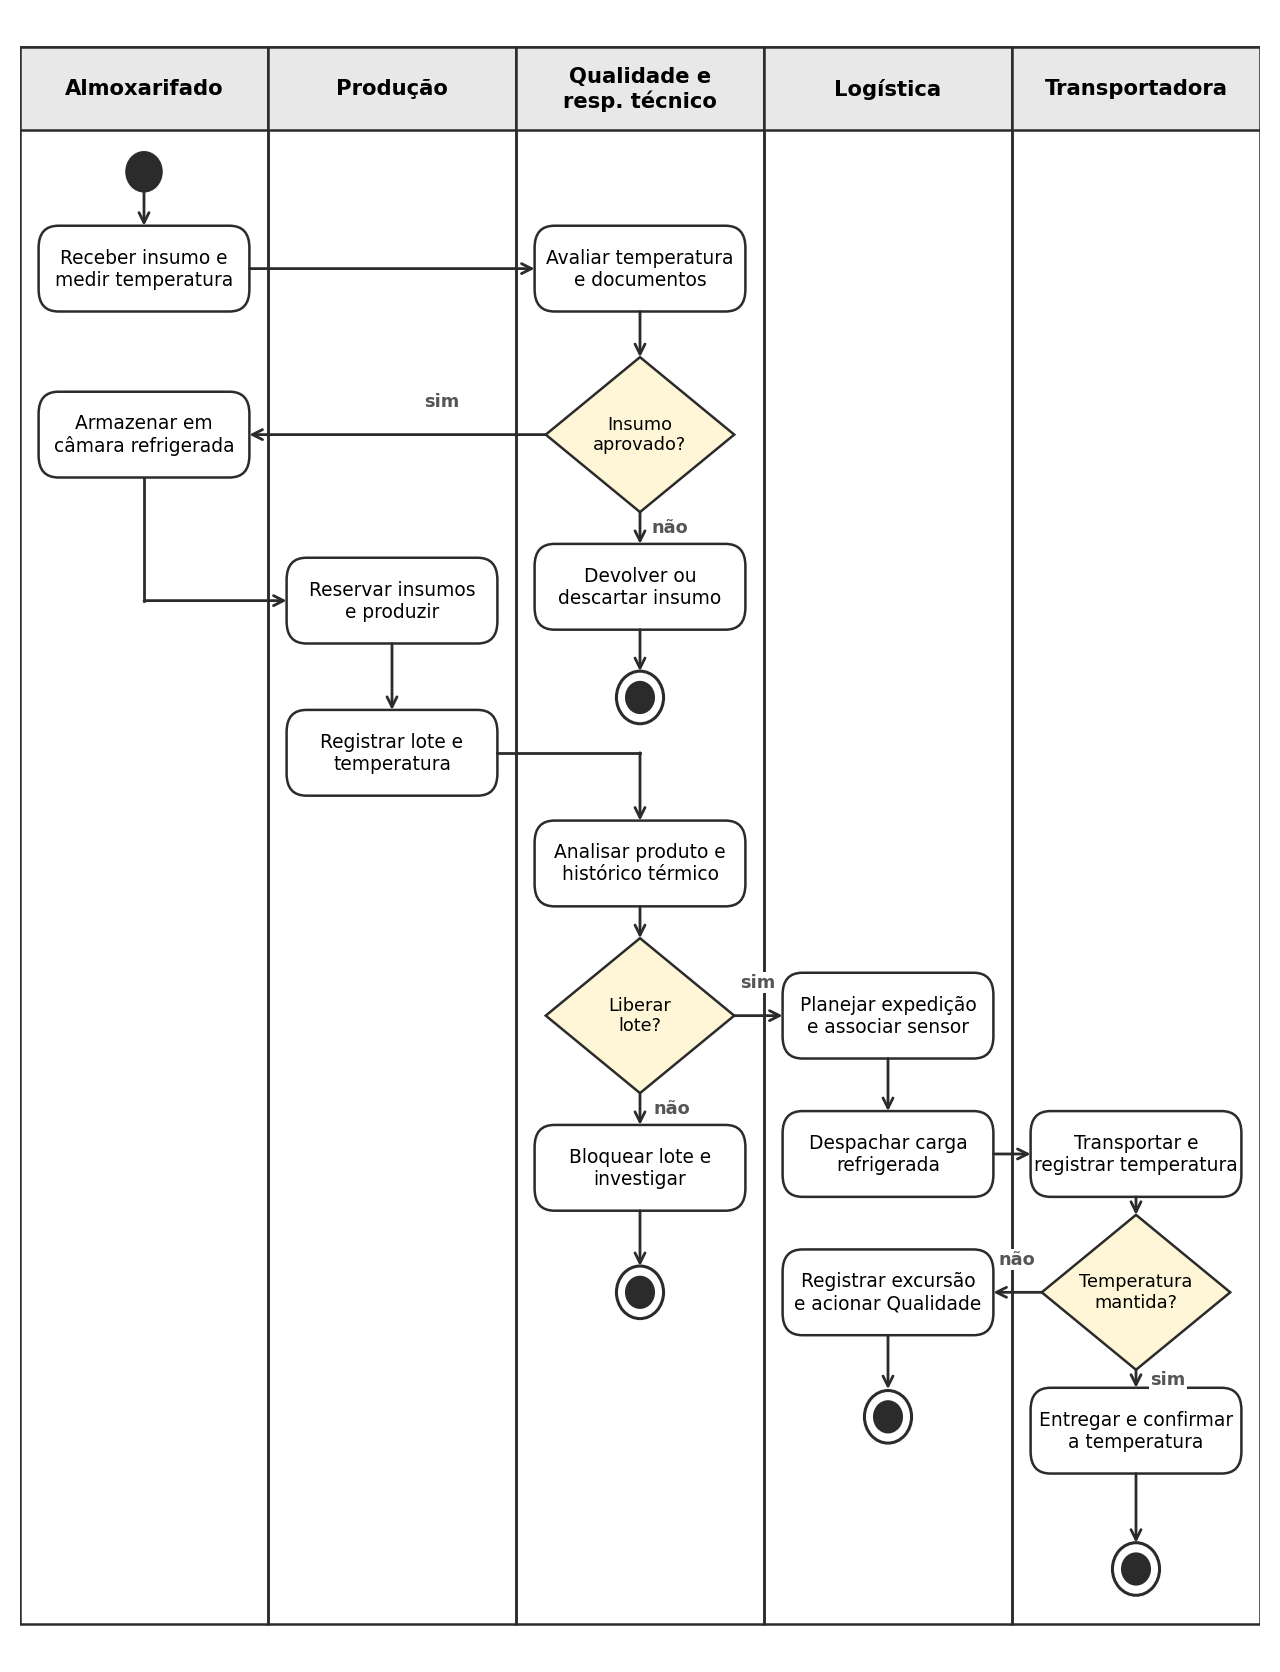 Almoxarifado
Produção
Qualidade e
resp. técnico
Logística
Transportadora
Receber insumo e
medir temperatura
Avaliar temperatura
e documentos
Armazenar em
câmara refrigerada
sim
Insumo
aprovado?
não
Reservar insumos
e produzir
Devolver ou
descartar insumo
Registrar lote e
temperatura
Analisar produto e
histórico térmico
Liberar
lote?
sim
Planejar expedição
e associar sensor
não
Bloquear lote e
investigar
Despachar carga
refrigerada
Transportar e
registrar temperatura
Registrar excursão
e acionar Qualidade
não
Temperatura
mantida?
sim
Entregar e confirmar
a temperatura